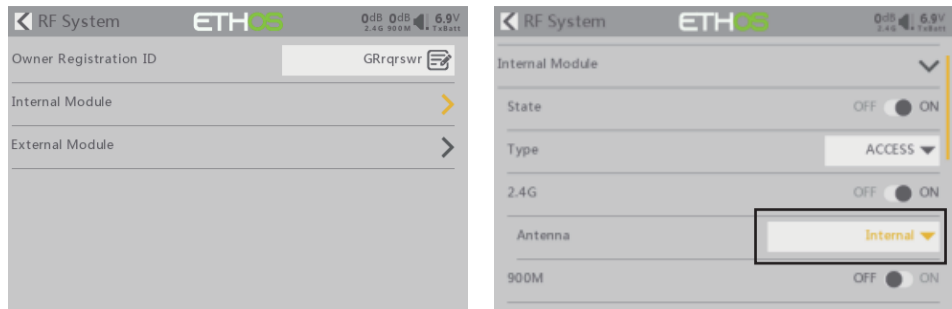 RF System ETHOS 0dB 0dB 6.9V
2.4G 900M TxBatt
Owner Registration ID GRrqrswr
Internal Module
External Module
RF System ETHOS 0dB 6.9V
2.4G TxBatt
Internal Module
State OFF ON
Type ACCESS
2.4G OFF ON
Antenna Internal
900M OFF ON